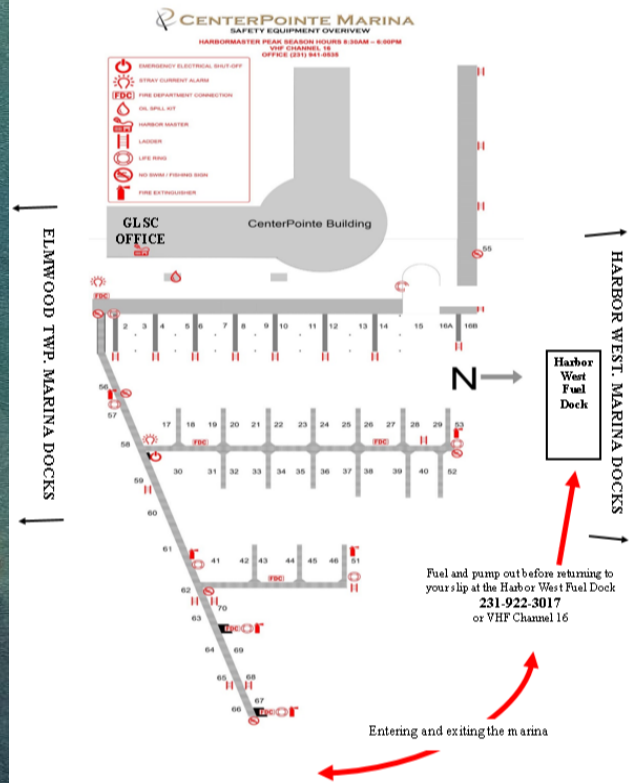 CENTERPOINTE MARINA
SAFETY EQUIPMENT OVERIVEW
HARBORMASTER PEAK SEASON HOURS 8:30AM – 6:00PM
VHF CHANNEL 16
OFFICE (231) 941-0535
EMERGENCY ELECTRICAL SHUT-OFF
STRAY CURRENT ALARM
FDC FIRE DEPARTMENT CONNECTION
OIL SPILL KIT
HARBOR MASTER
LADDER
LIFE RING
NO SWIM / FISHING SIGN
FIRE EXTINGUISHER
GLSC
OFFICE
CenterPointe Building
55
ELMWOOD TWP. MARINA DOCKS
HARBOR WEST. MARINA DOCKS
FDC
2 3 4 5 6 7 8 9 10 11 12 13 14 15 16A 16B
N
Harbor
West
Fuel
Dock
56
57
17 18 19 20 21 22 23 24 25 26 27 28 29 53
58
FDC FDC
30 31 32 33 34 35 36 37 38 39 40 52
59
60
61
41 42 43 44 45 46 51
FDC
62
70
63
FDC
64 69
65 68
67
66
FDC
Fuel and pump out before returning to
your slip at the Harbor West Fuel Dock
231-922-3017
or VHF Channel 16
Entering and exiting the marina